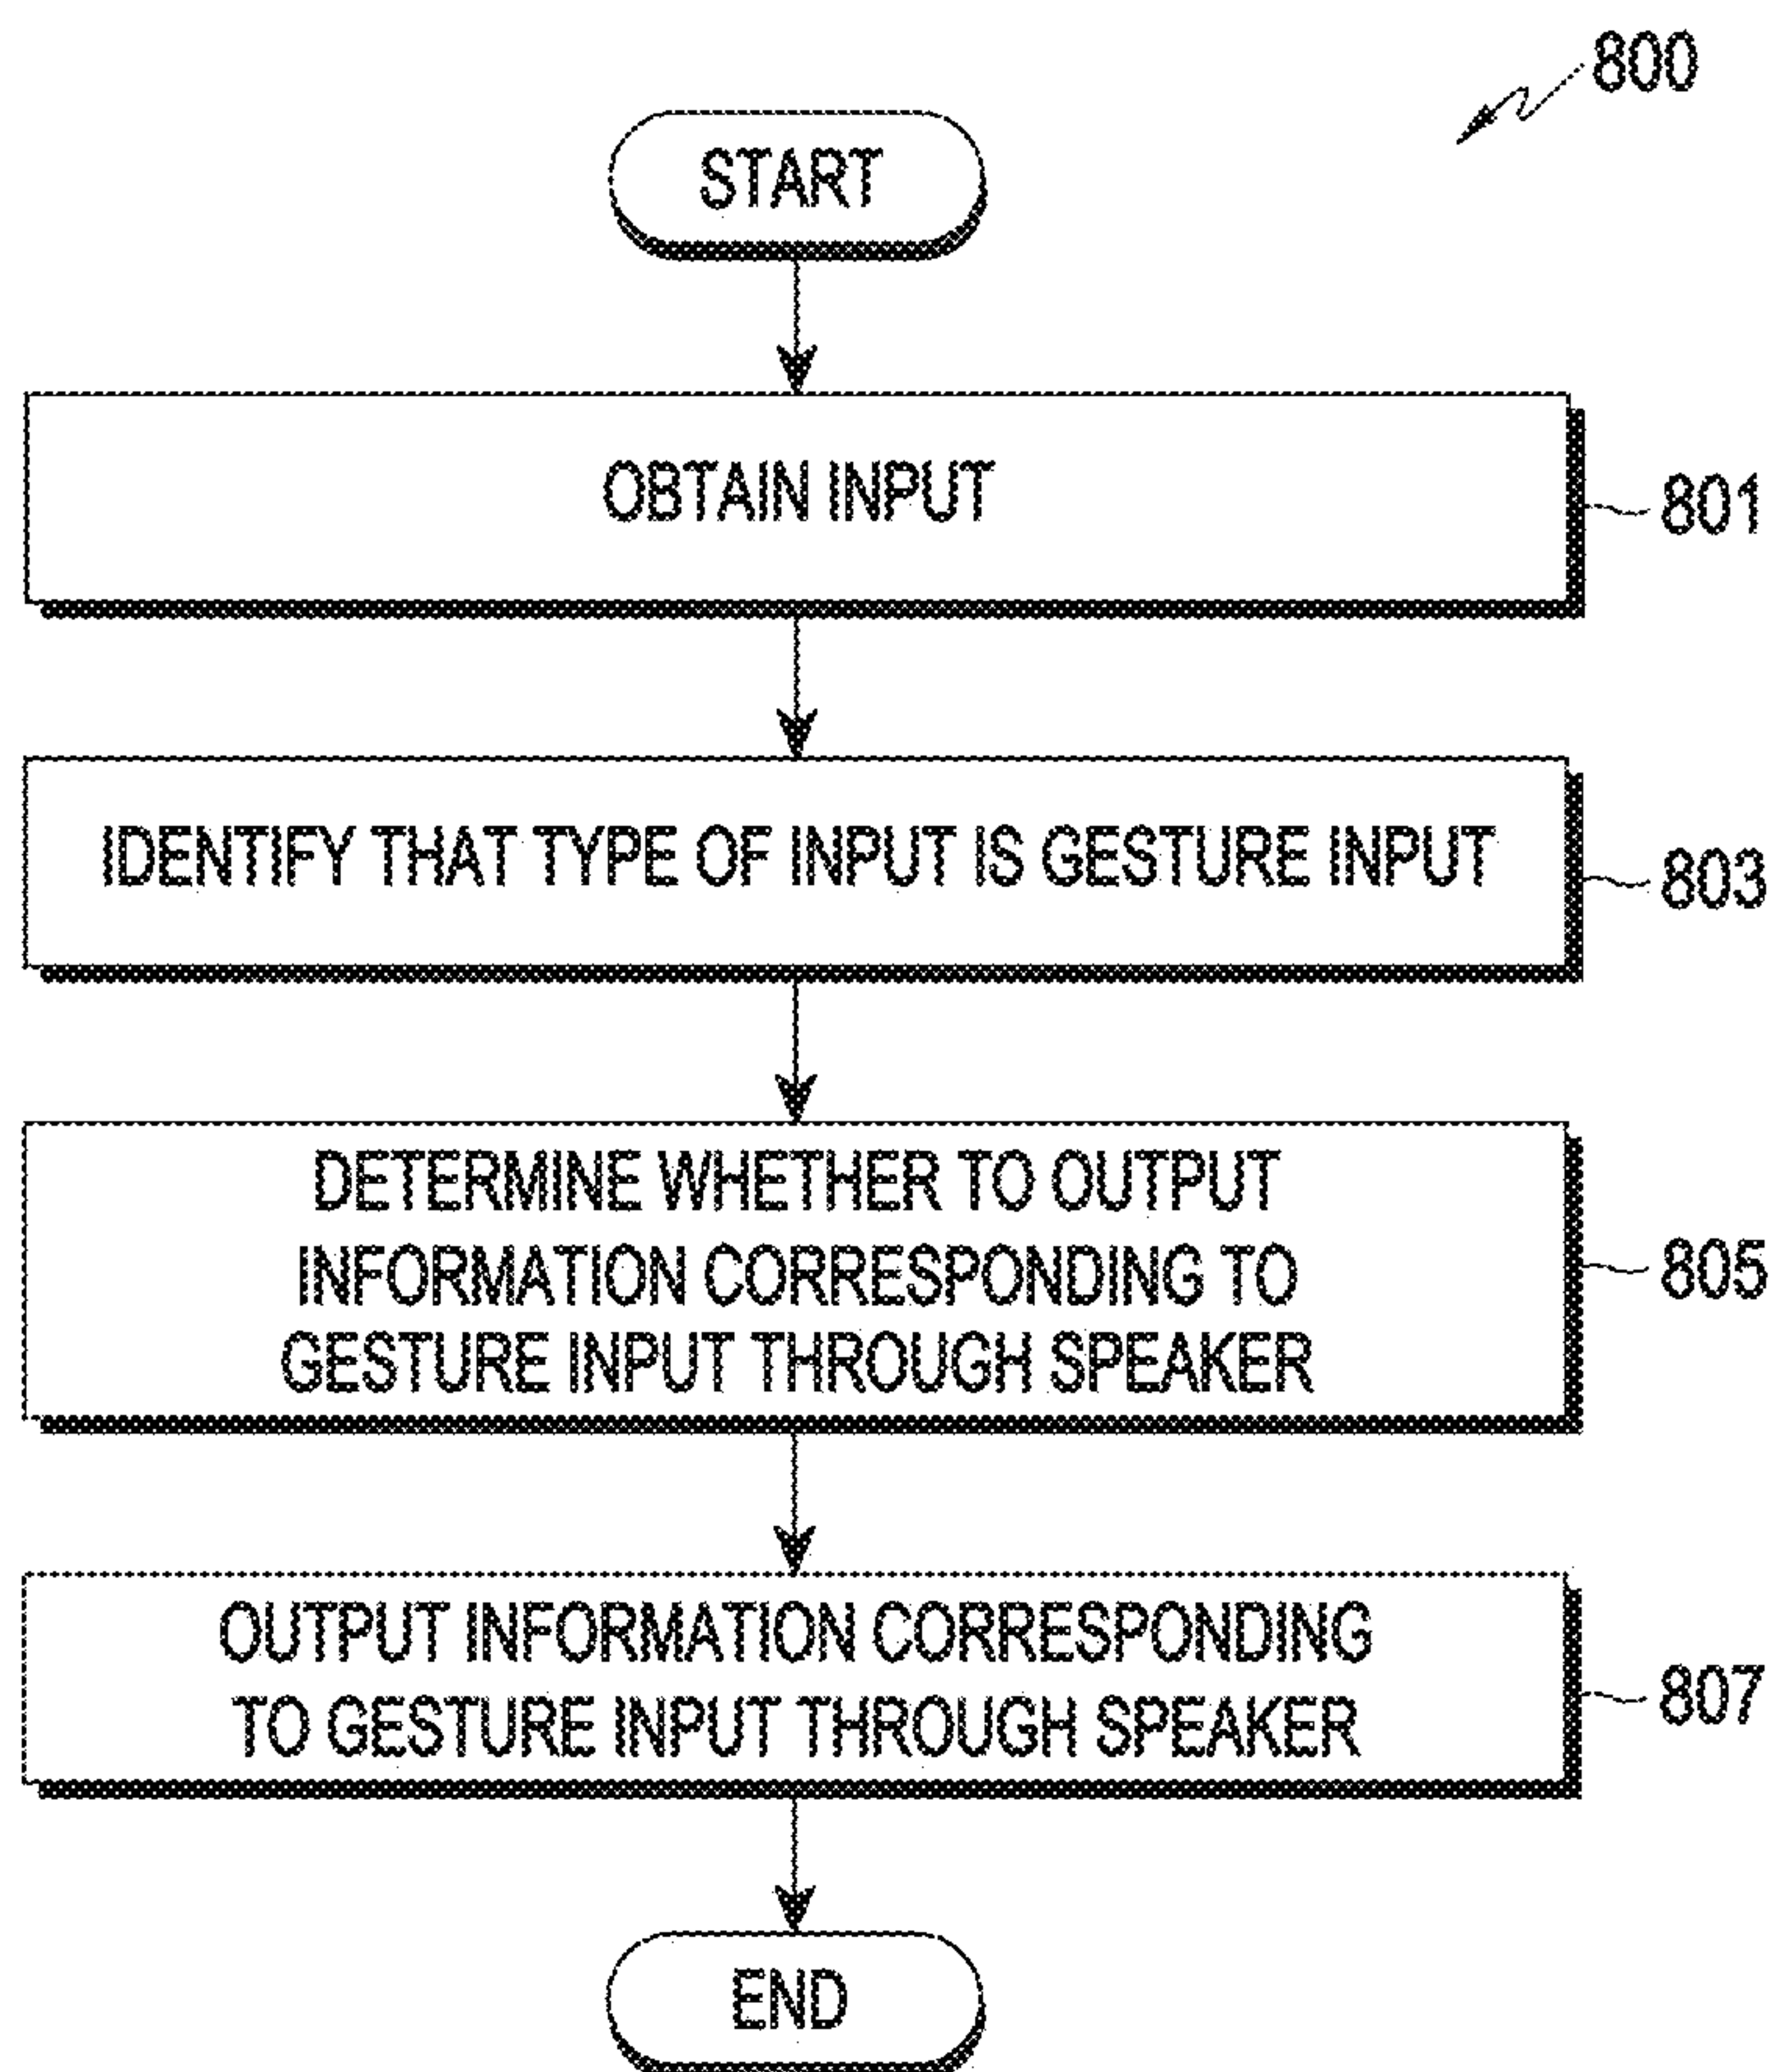 800
START
OBTAIN INPUT
801
IDENTIFY THAT TYPE OF INPUT IS GESTURE INPUT
803
DETERMINE WHETHER TO OUTPUT
INFORMATION CORRESPONDING TO
GESTURE INPUT THROUGH SPEAKER
805
OUTPUT INFORMATION CORRESPONDING
TO GESTURE INPUT THROUGH SPEAKER
807
END